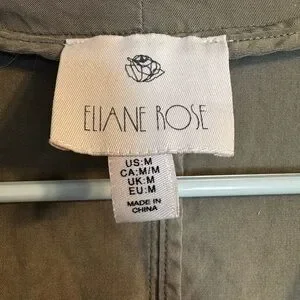 ELIANE ROSE
US:M
CA:M/M
UK:M
EU:M
MADE IN
CHINA